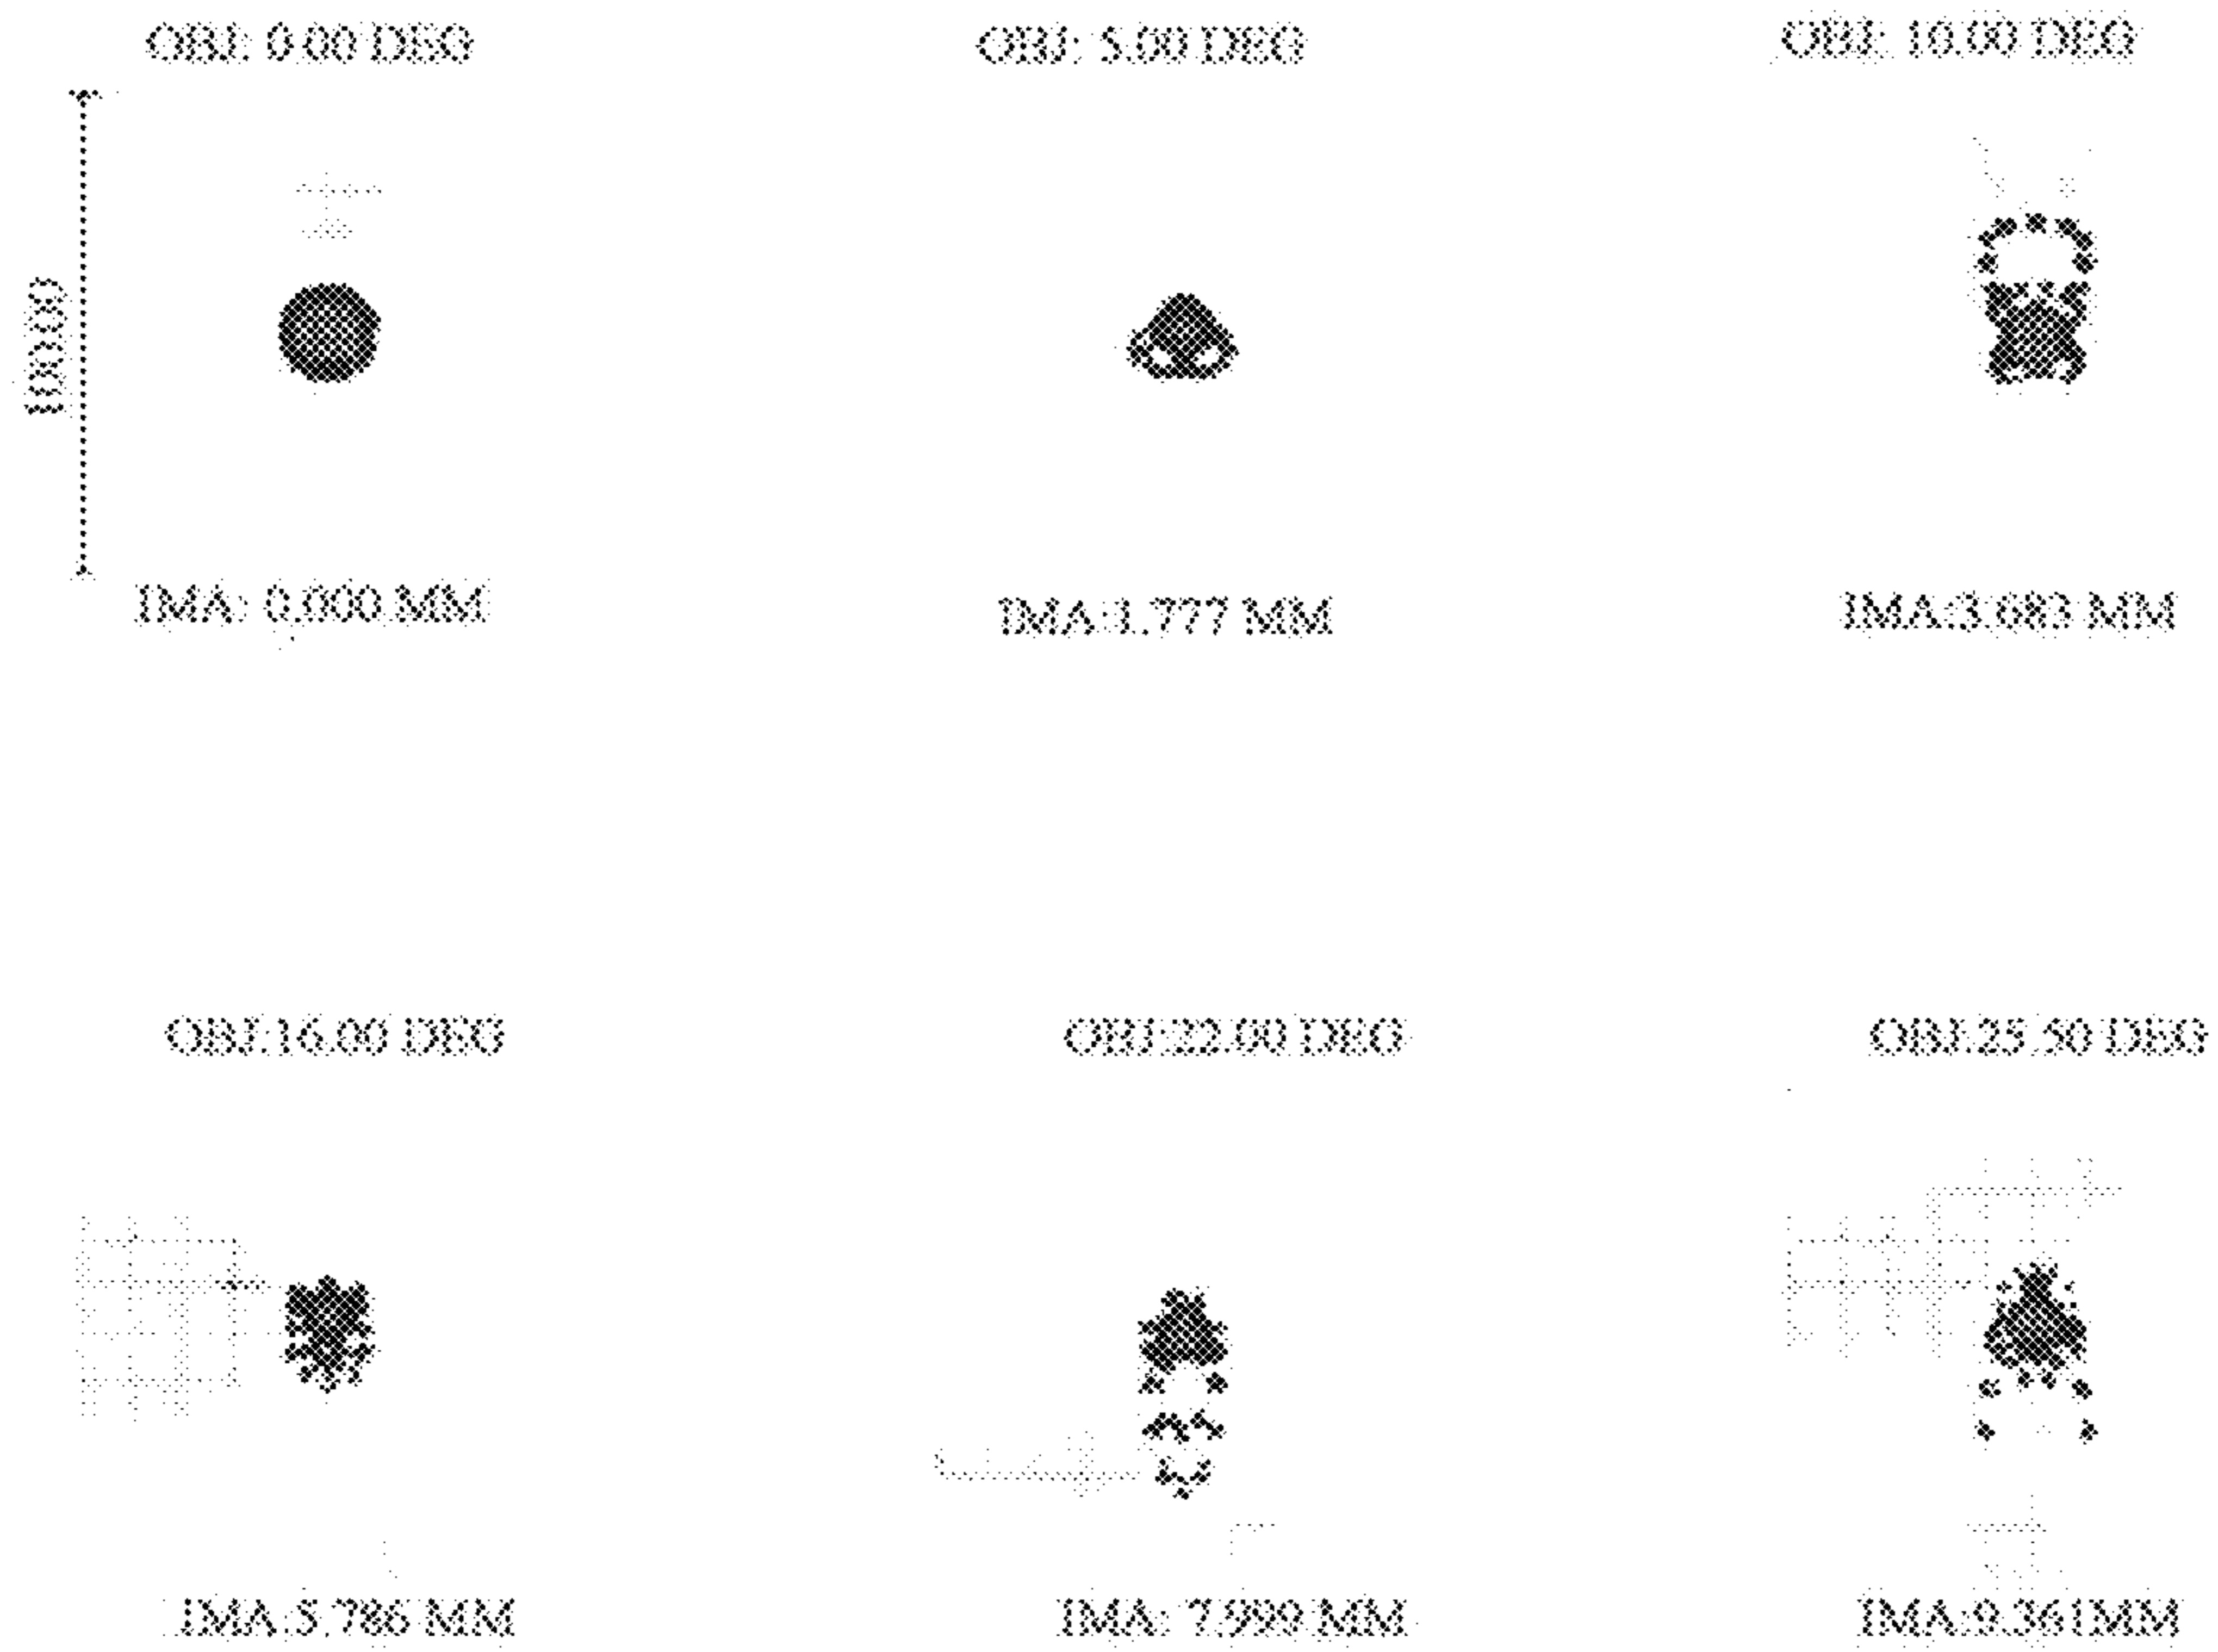 OBJ: 0.00 DEG
OBJ: 5.00 DEG
OBJ: 10.00 DEG
100.00
IMA: 0.000 MM
IMA:1.777 MM
IMA:3.683 MM
OBJ:16.00 DEG
OBJ:22.00 DEG
OBJ:25.50 DEG
IMA:5.786 MM
IMA: 7.999 MM
IMA:9.361MM